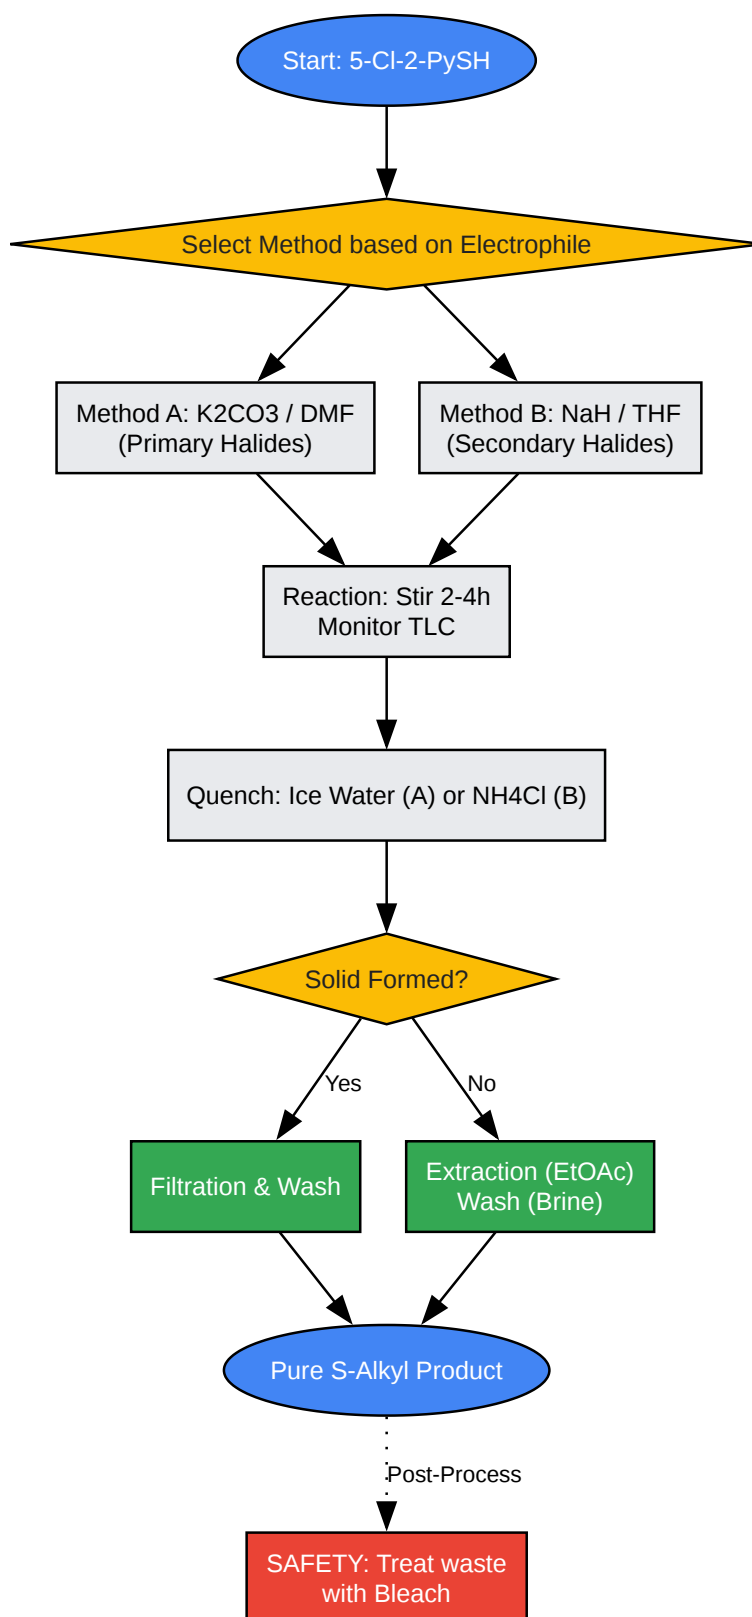 Start: 5-Cl-2-PySH
Select Method based on Electrophile
Method A: K2CO3 / DMF
(Primary Halides)
Method B: NaH / THF
(Secondary Halides)
Reaction: Stir 2-4h
Monitor TLC
Quench: Ice Water (A) or NH4Cl (B)
Solid Formed?
Yes
No
Filtration & Wash
Extraction (EtOAc)
Wash (Brine)
Pure S-Alkyl Product
Post-Process
SAFETY: Treat waste
with Bleach